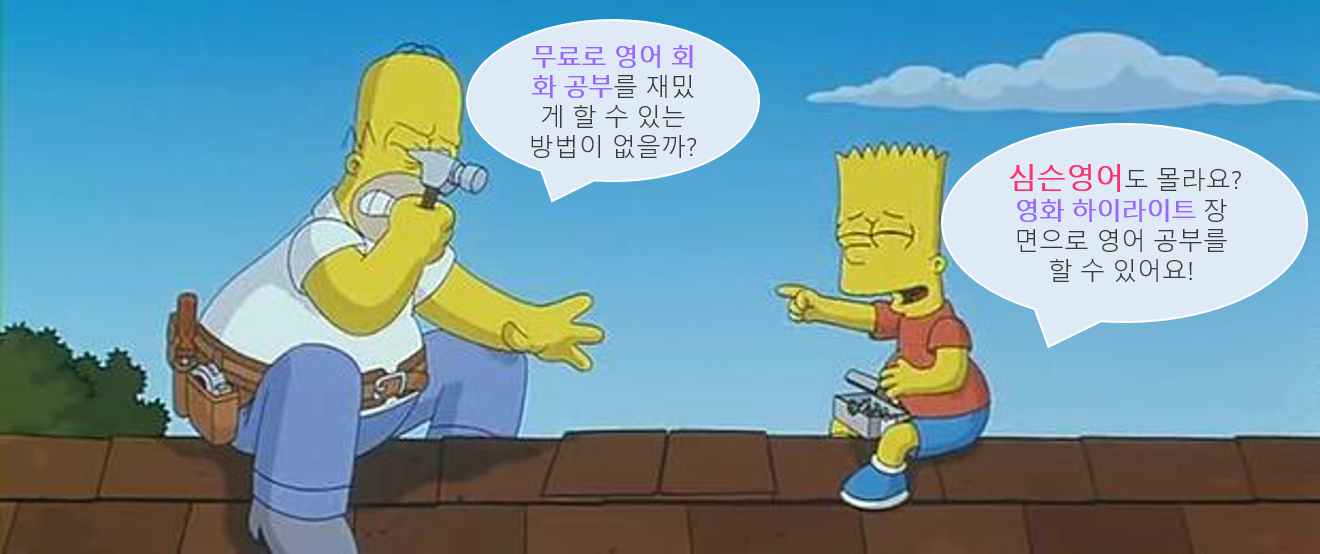 무료로 영어 회
화 공부를 재밌
게 할 수 있는
방법이 없을까?
심슨영어도 몰라요?
영화 하이라이트 장
면으로 영어 공부를
할 수 있어요!